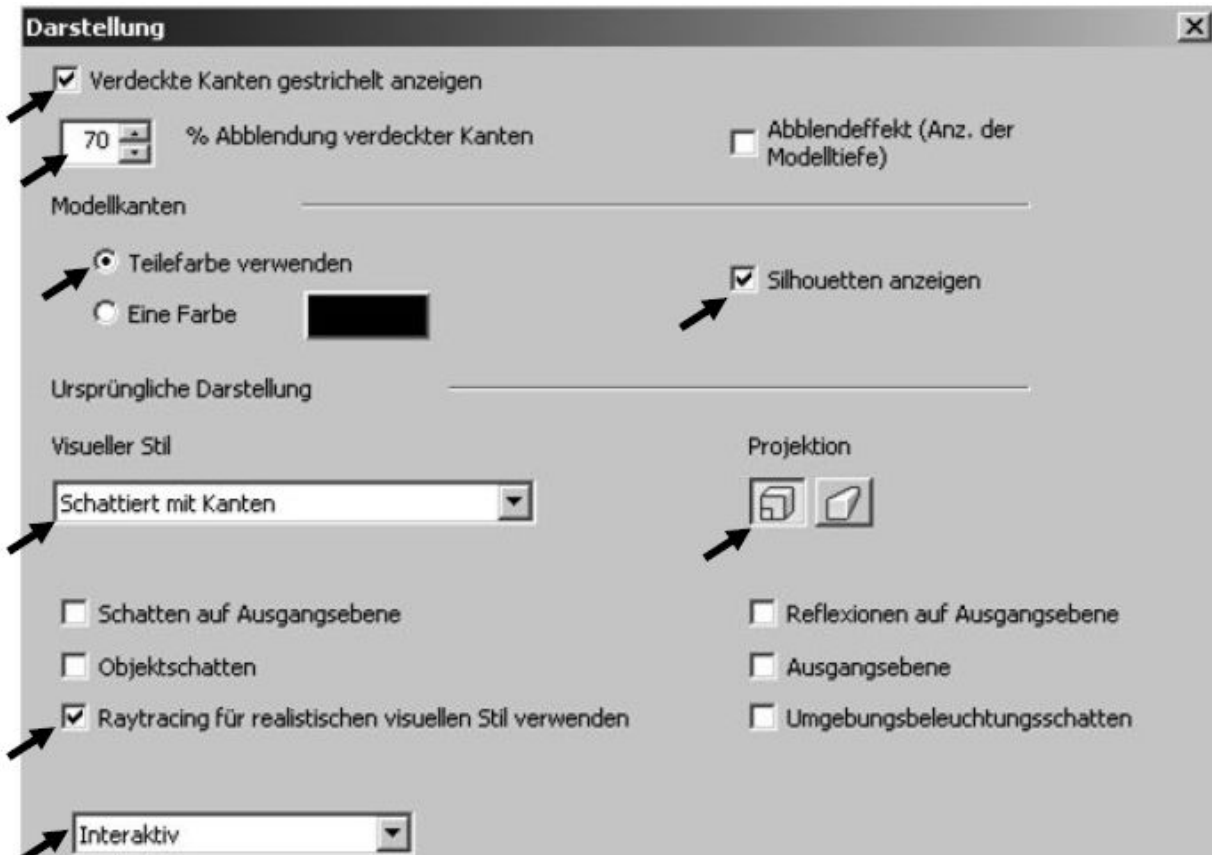 Darstellung
Verdeckte Kanten gestrichelt anzeigen
70 % Abblendung verdeckter Kanten
Abblendeffekt (Anz. der
Modelltiefe)
Modellkanten
Teilefarbe verwenden
Silhouetten anzeigen
Eine Farbe
Ursprüngliche Darstellung
Visueller Stil
Projektion
Schattiert mit Kanten
Schatten auf Ausgangsebene
Reflexionen auf Ausgangsebene
Objektschatten
Ausgangsebene
Raytracing für realistischen visuellen Stil verwenden
Umgebungsbeleuchtungsschatten
Interaktiv